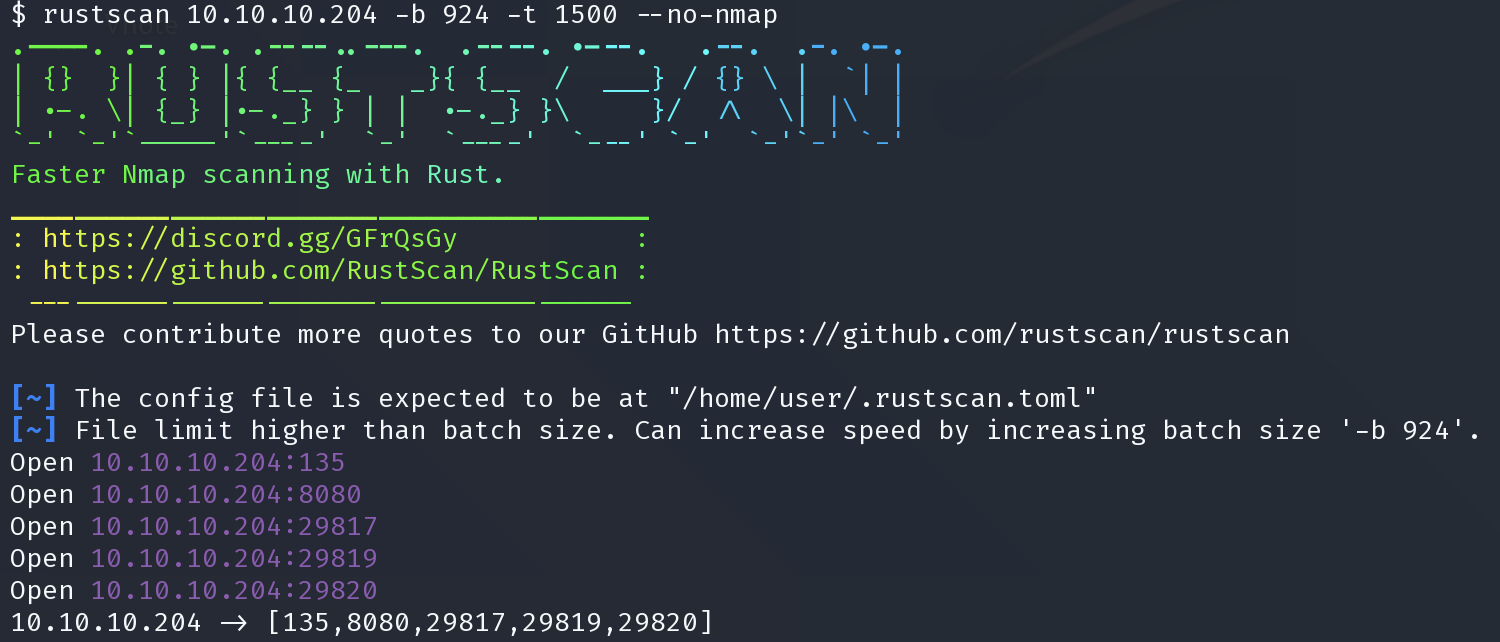 $ rustscan 10.10.10.204 -b 924 -t 1500 --no-nmap
RUSTSCAN
Faster Nmap scanning with Rust.
: https://discord.gg/GFrQsGy :
: https://github.com/RustScan/RustScan :
Please contribute more quotes to our GitHub https://github.com/rustscan/rustscan
[~] The config file is expected to be at "/home/user/.rustscan.toml"
[~] File limit higher than batch size. Can increase speed by increasing batch size '-b 924'.
Open 10.10.10.204:135
Open 10.10.10.204:8080
Open 10.10.10.204:29817
Open 10.10.10.204:29819
Open 10.10.10.204:29820
10.10.10.204 -> [135,8080,29817,29819,29820]